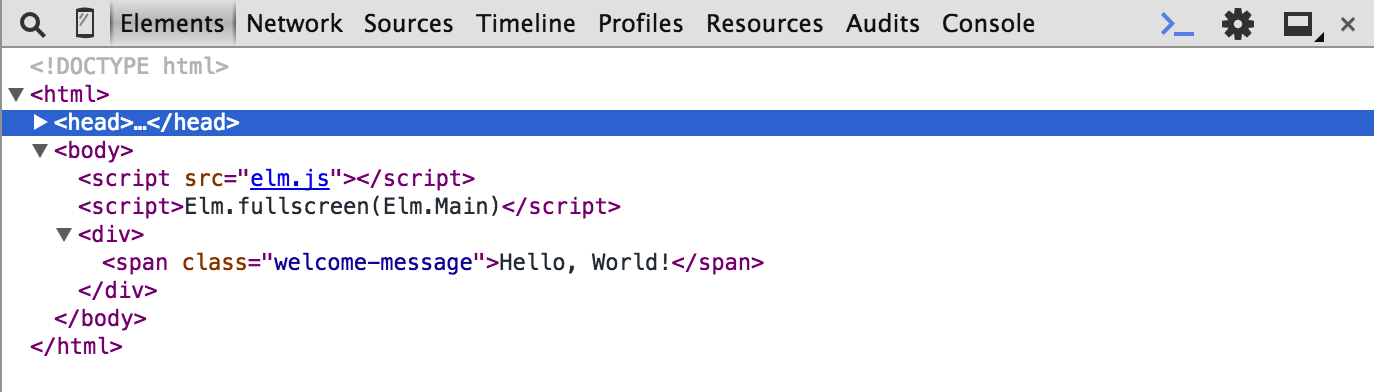 Elements Network Sources Timeline Profiles Resources Audits Console
<!DOCTYPE html>
<html>
<head>…</head>
<body>
<script src="elm.js"></script>
<script>Elm.fullscreen(Elm.Main)</script>
<div>
<span class="welcome-message">Hello, World!</span>
</div>
</body>
</html>